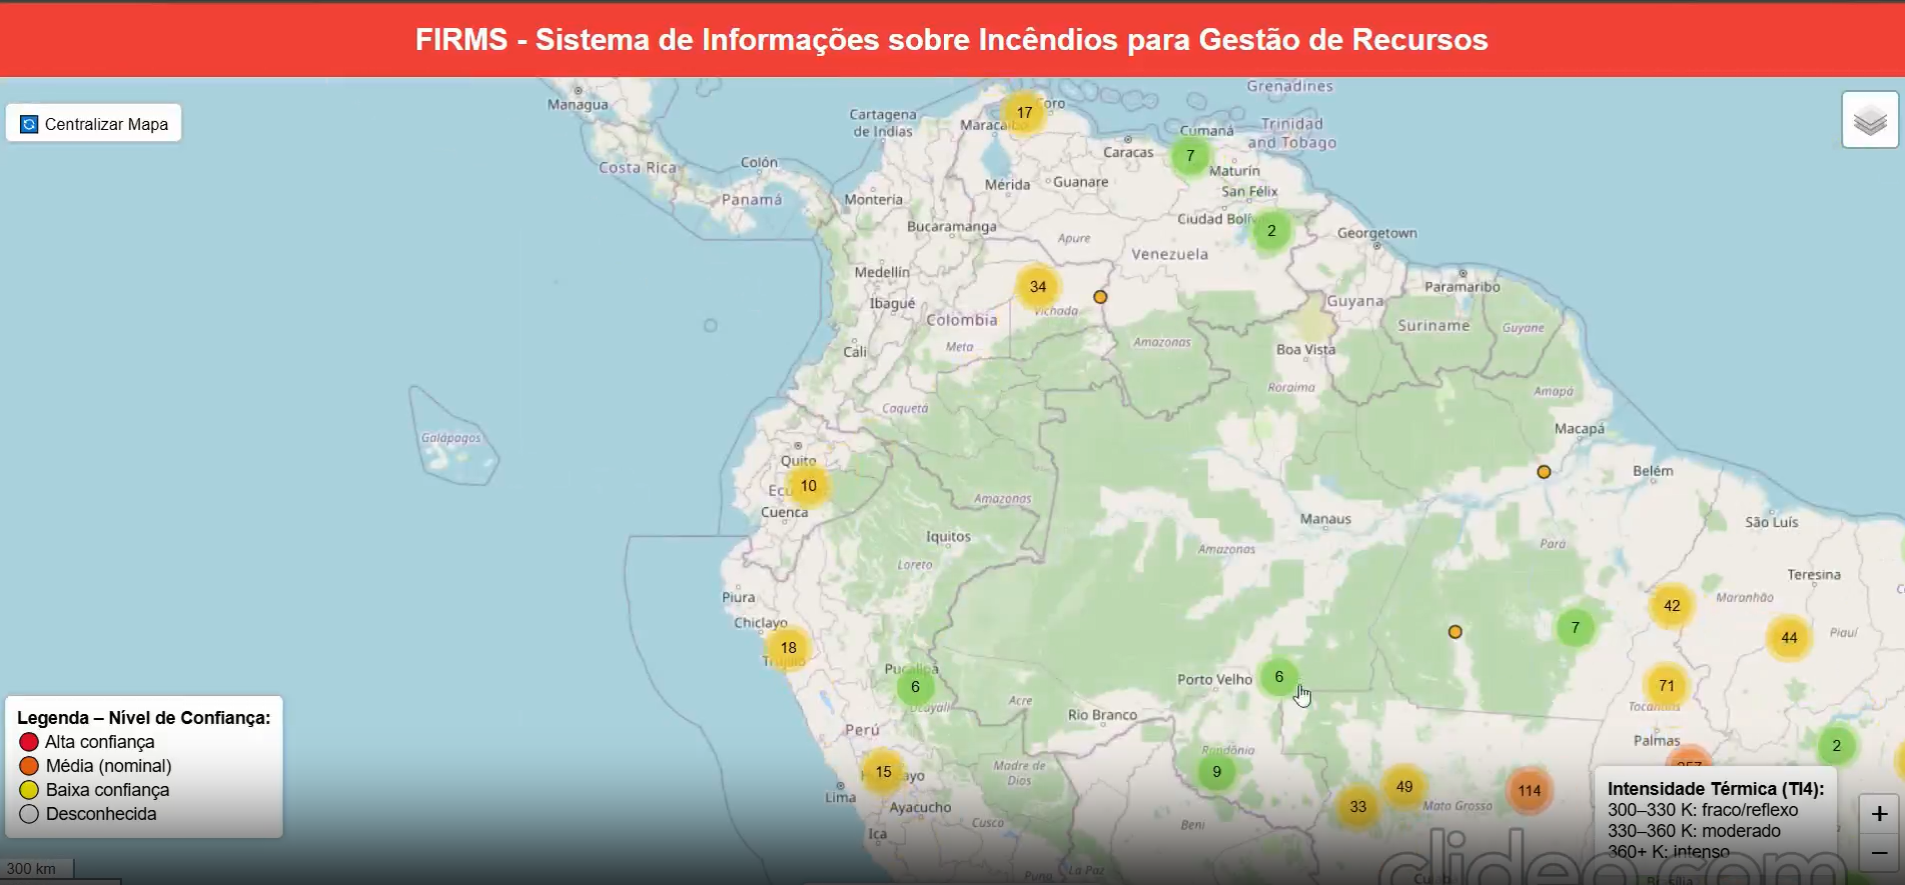 FIRMS - Sistema de Informações sobre Incêndios para Gestão de Recursos
Centralizar Mapa
Managua
Costa Rica
Colón
Panamá
Cartagena
de Indias
Montería
17
Coro
Grenadines
Cumaná
Trinidad
and Tobago
Caracas
7
Maturín
Mérida
Guanare
San Félix
Bucaramanga
Apure
2
Georgetown
Venezuela
Medellín
34
Vichada
Ibagué
Colombia
Guyana
Paramaribo
Suriname
Guyane
Cali
Meta
Amazonas
Boa Vista
Roraima
Amapá
Caquetá
Macapá
Galápagos
Quito
10
Cuenca
Belém
Amazonas
Manaus
São Luís
Iquitos
Amazonas
Pará
Loreto
Teresina
Piura
42
Maranhão
Chiclayo
7
44
Piauí
18
Pucallpa
6
Ucayali
Porto Velho
6
71
Tocantins
Acre
Rio Branco
Perú
Palmas
Rondônia
2
15
Madre de
Dios
9
49
114
Lima
Ayacucho
33
Mato Grosso
Ica
Cusco
Beni
Puno
La Paz
Legenda – Nível de Confiança:
Alta confiança
Média (nominal)
Baixa confiança
Desconhecida
300 km
Intensidade Térmica (TI4):
300–330 K: fraco/reflexo
330–360 K: moderado
360+ K: intenso
+
−
clideo.com